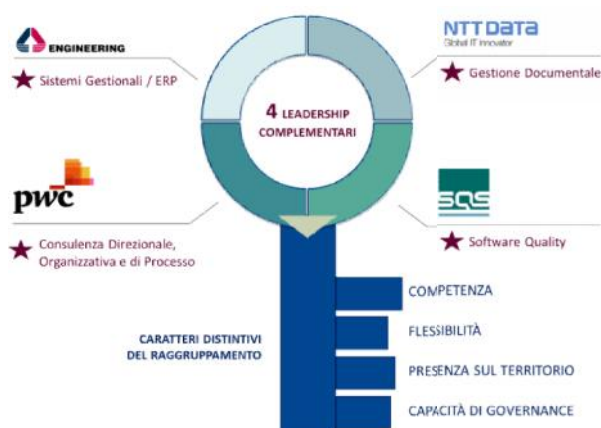 ENGINEERING
★ Sistemi Gestionali / ERP
NTT DATA
Global IT Innovator
★ Gestione Documentale
4 LEADERSHIP
COMPLEMENTARI
pwc
★ Consulenza Direzionale,
Organizzativa e di Processo
SQS
★ Software Quality
CARATTERI DISTINTIVI
DEL RAGGRUPPAMENTO
COMPETENZA
FLESSIBILITÀ
PRESENZA SUL TERRITORIO
CAPACITÀ DI GOVERNANCE